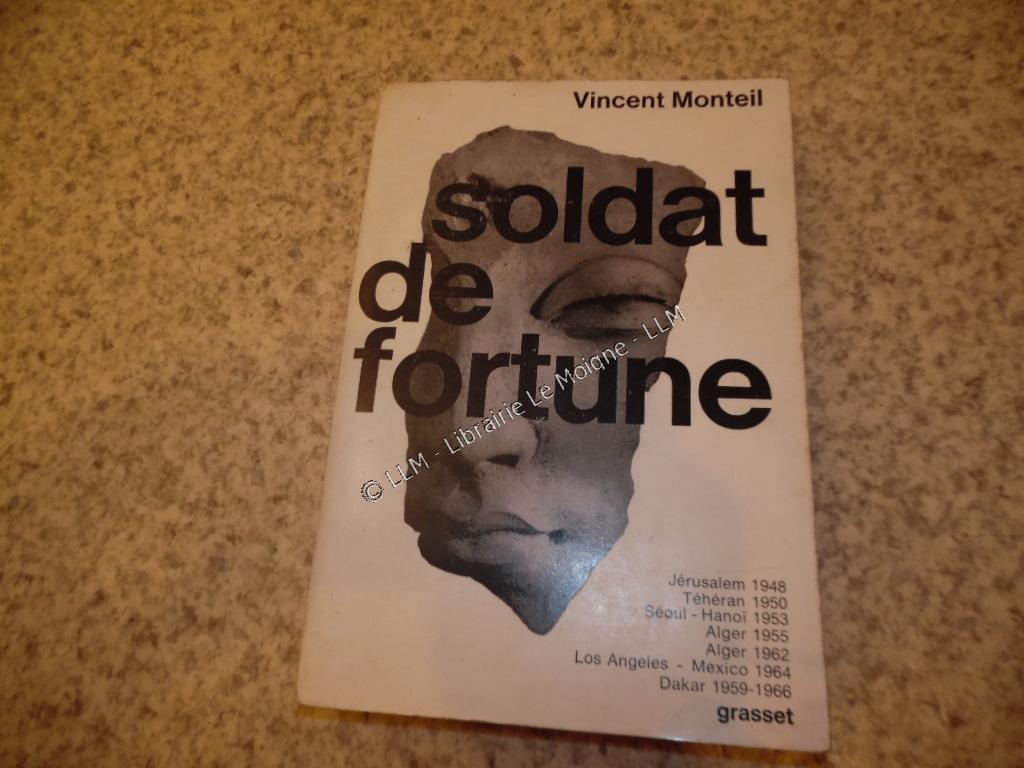 Vincent Monteil
soldat
de
fortune
© LLM - Librairie Le Moigne - LLM
Jérusalem 1948
Téhéran 1950
Séoul - Hanoï 1953
Alger 1955
Alger 1962
Los Angeles - Mexico 1964
Dakar 1959-1966
grasset